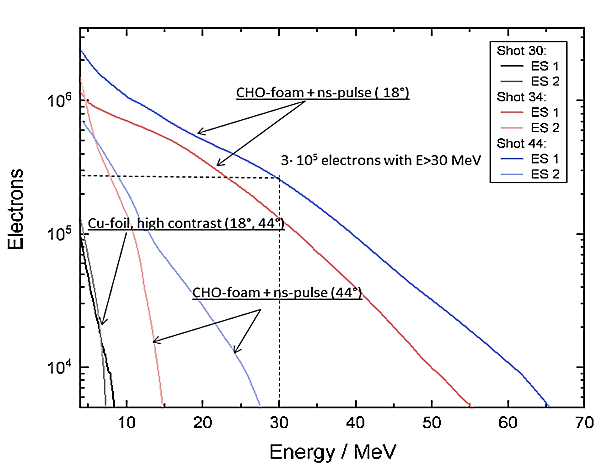 Shot 30:
ES 1
ES 2
Shot 34:
ES 1
ES 2
Shot 44:
ES 1
ES 2
CHO-foam + ns-pulse ( 18°)
3· 10⁵ electrons with E>30 MeV
Cu-foil, high contrast (18°, 44°)
CHO-foam + ns-pulse (44°)
Electrons
10⁶
10⁵
10⁴
10 20 30 40 50 60 70
Energy / MeV